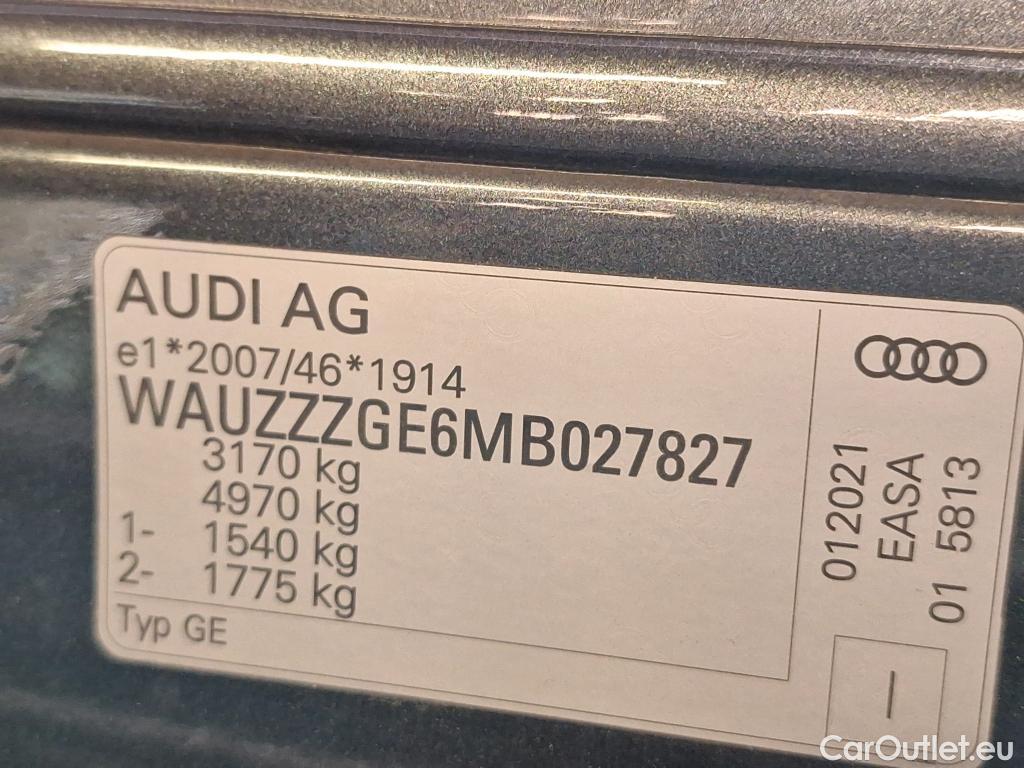 AUDI AG
e1*2007/46*1914
WAUZZZGE6MB027827
3170 kg
4970 kg
1- 1540 kg
2- 1775 kg
Typ GE
012021
EASA
01 5813
—
CarOutlet.eu